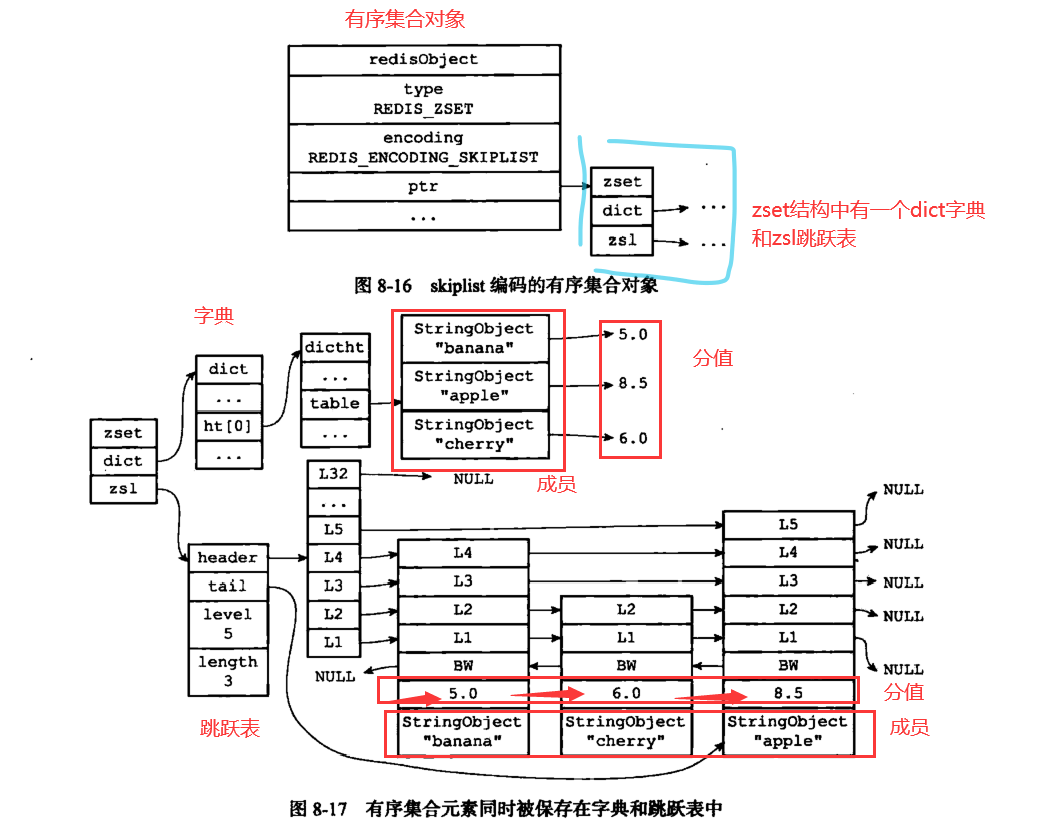 有序集合对象
redisObject
type
REDIS_ZSET
encoding
REDIS_ENCODING_SKIPLIST
ptr
...
zset
dict
...
zsl
...
zset结构中有一个dict字典
和zsl跳跃表
图 8-16 skiplist 编码的有序集合对象
字典
dict
...
ht[0]
...
dictht
...
table
...
StringObject
"banana"
5.0
StringObject
"apple"
8.5
StringObject
"cherry"
6.0
分值
成员
zset
dict
zsl
header
tail
level
5
length
3
跳跃表
L32
NULL
...
L5
L4
L3
L2
L1
NULL
L4
L3
L2
L1
BW
5.0
StringObject
"banana"
L2
L1
BW
6.0
StringObject
"cherry"
L5
NULL
L4
NULL
L3
NULL
L2
NULL
L1
NULL
BW
8.5
StringObject
"apple"
分值
成员
图 8-17 有序集合元素同时被保存在字典和跳跃表中